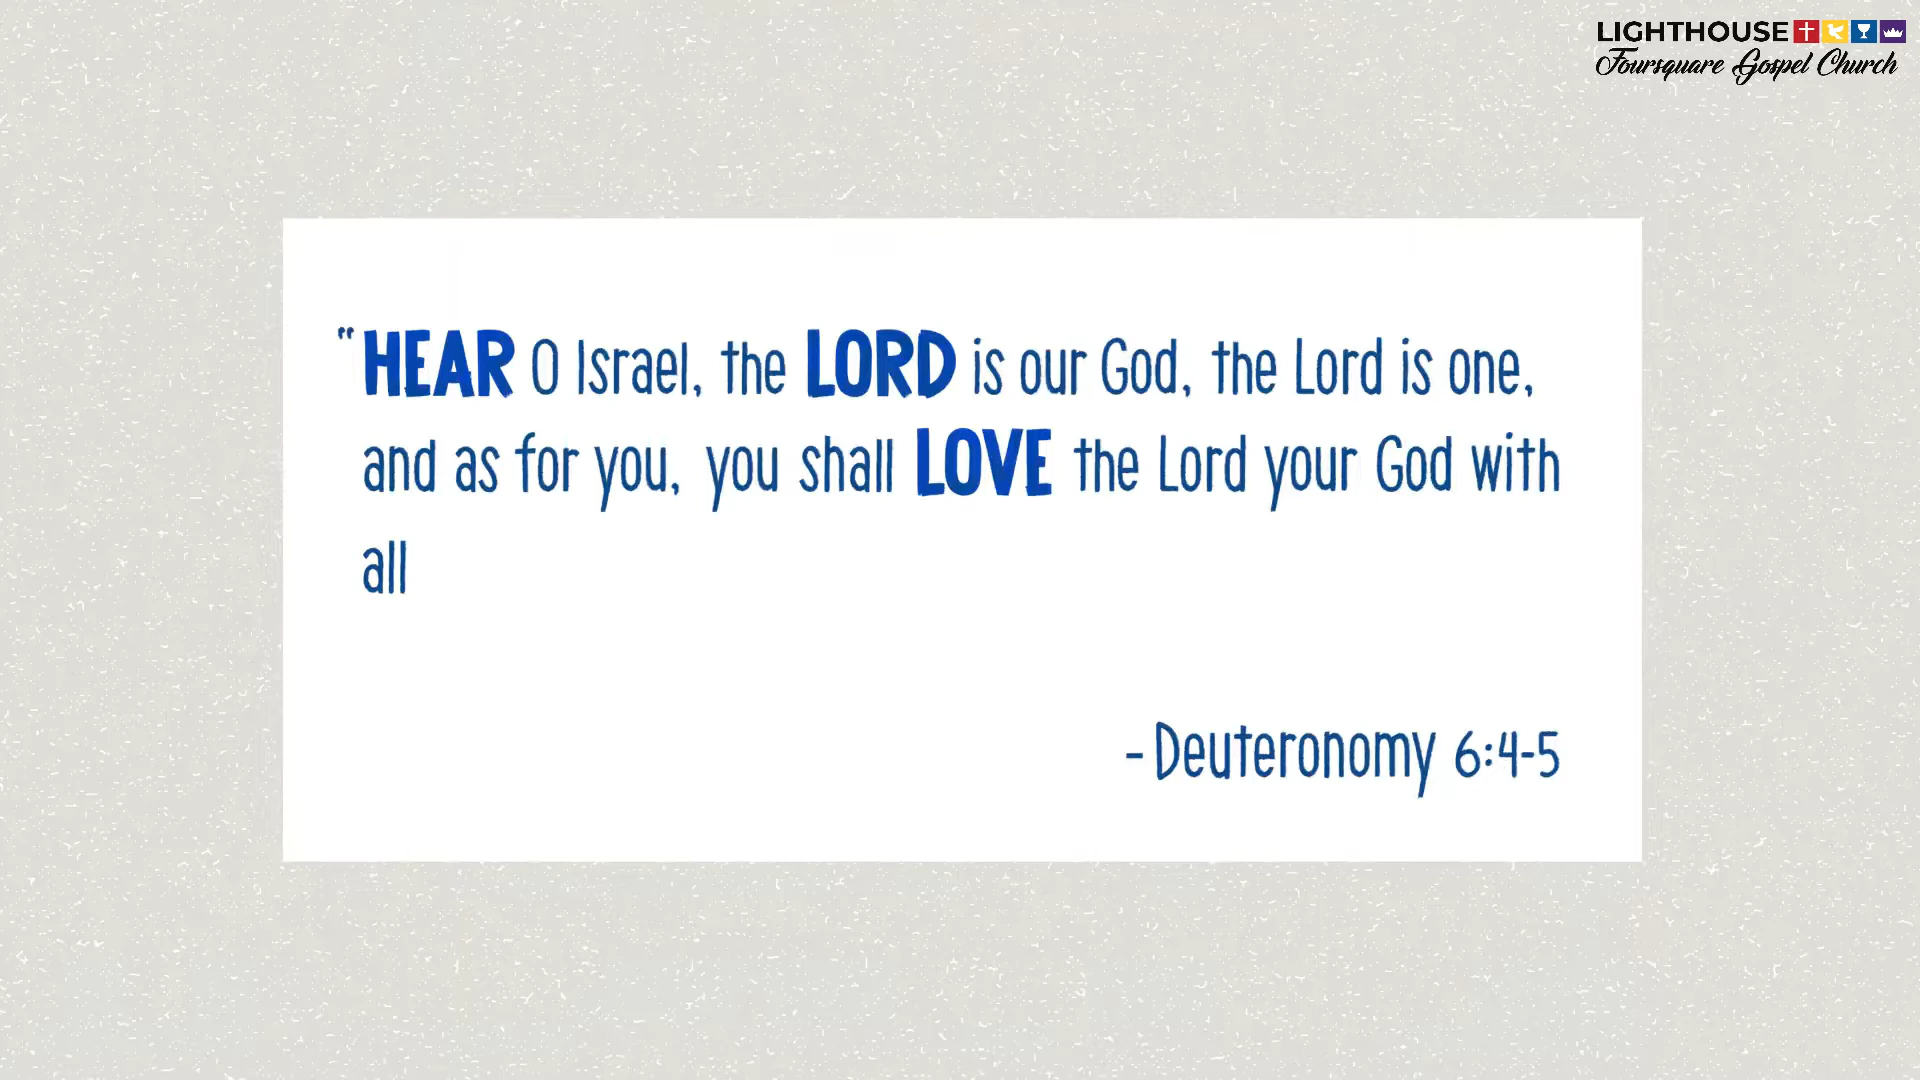 LIGHTHOUSE
Foursquare Gospel Church
“HEAR O Israel, the LORD is our God, the Lord is one,
and as for you, you shall LOVE the Lord your God with
all
- Deuteronomy 6:4-5